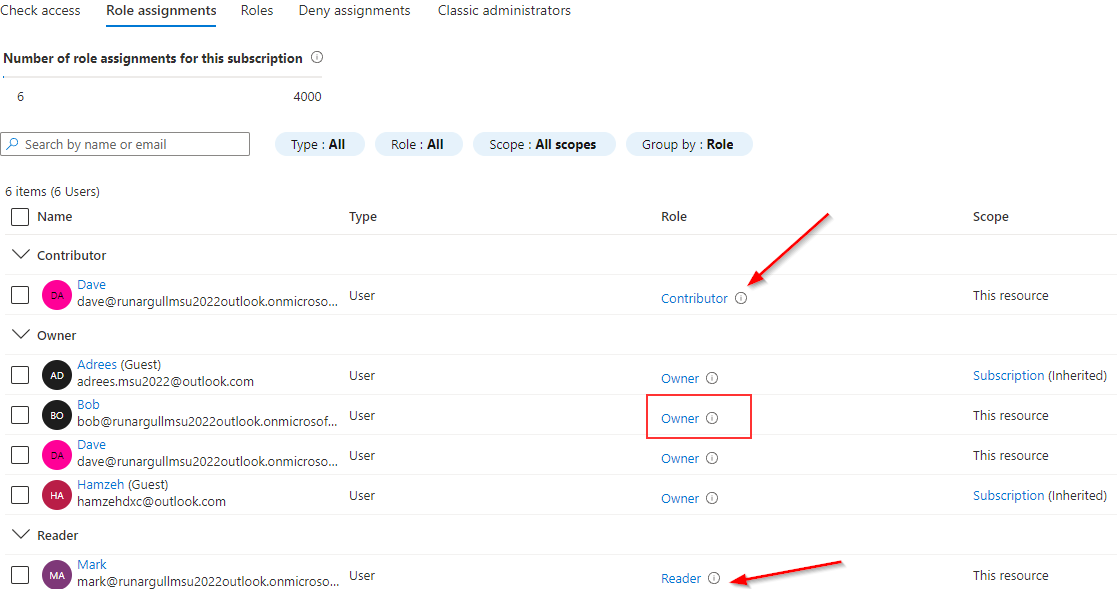 Check access Role assignments Roles Deny assignments Classic administrators
Number of role assignments for this subscription
6 4000
Search by name or email Type : All Role : All Scope : All scopes Group by : Role
6 items (6 Users)
Name Type Role Scope
Contributor
DA Dave
dave@runargullmsu2022outlook.onmicroso... User Contributor This resource
Owner
AD Adrees (Guest)
adrees.msu2022@outlook.com User Owner Subscription (Inherited)
BO Bob
bob@runargullmsu2022outlook.onmicrosof... User Owner This resource
DA Dave
dave@runargullmsu2022outlook.onmicroso... User Owner This resource
HA Hamzeh (Guest)
hamzehdxc@outlook.com User Owner Subscription (Inherited)
Reader
MA Mark
mark@runargullmsu2022outlook.onmicroso... User Reader This resource